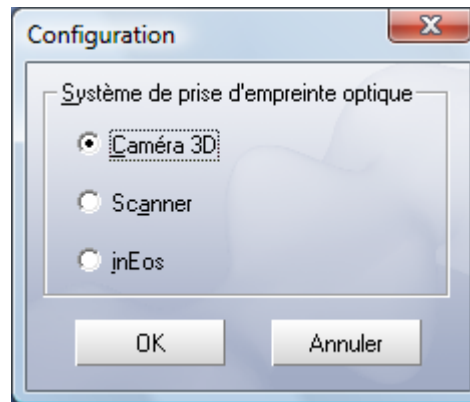 Configuration
Système de prise d'empreinte optique
Caméra 3D
Scanner
inEos
OK Annuler